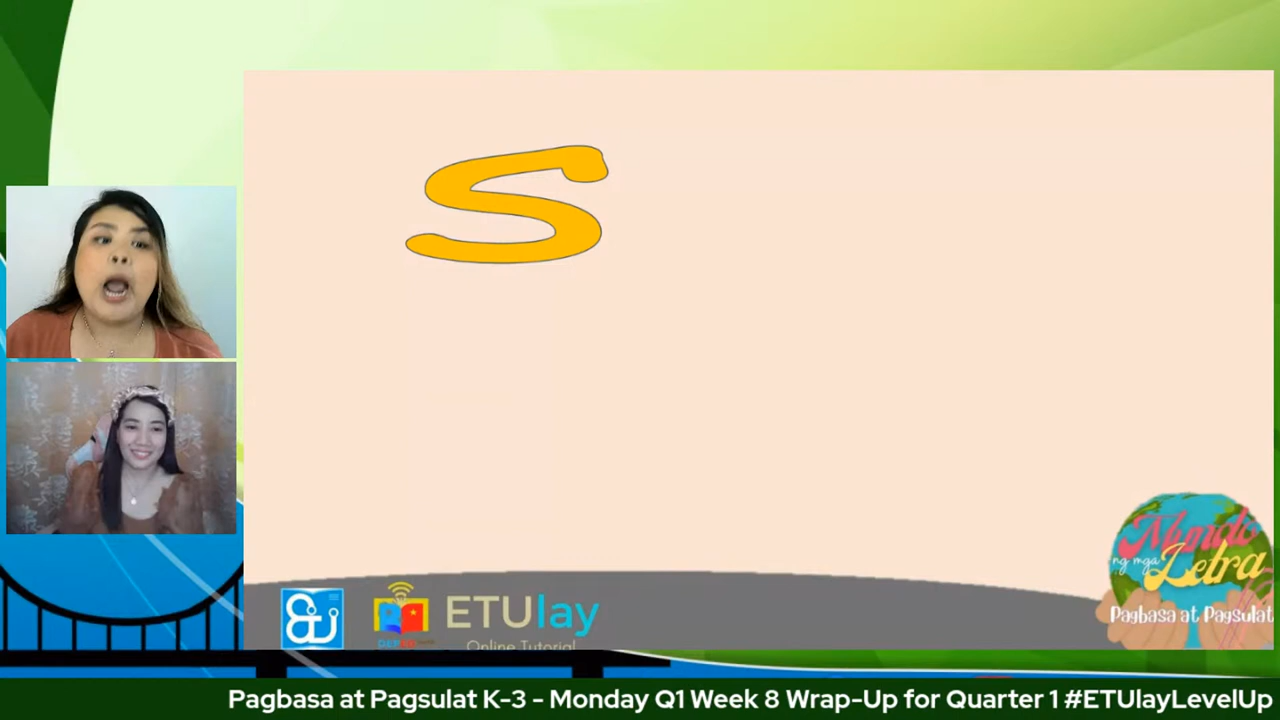 S
Mundo
ng mga
Letra
Pagbasa at Pagsulat
ETUlay
Online Tutorial
Pagbasa at Pagsulat K-3 - Monday Q1 Week 8 Wrap-Up for Quarter 1 #ETUlayLevelUp